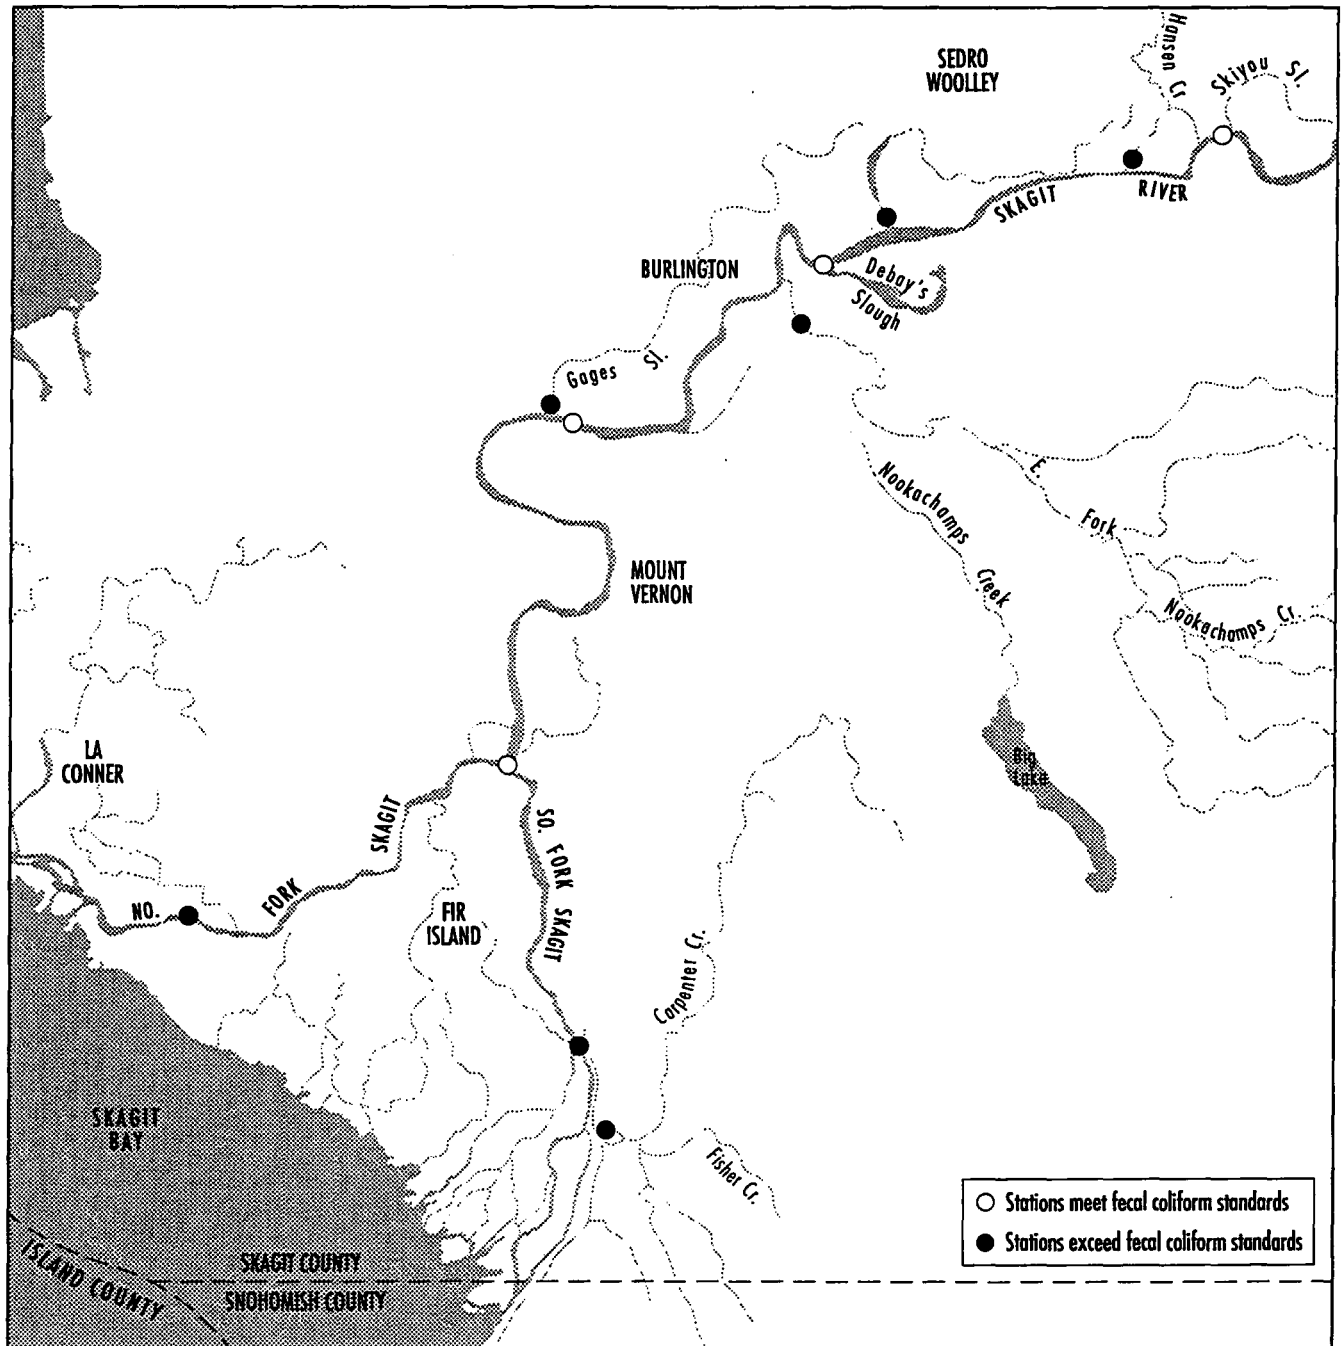 Hansen Cr
Skiyou Sl.
SEDRO
WOOLLEY
SKAGIT RIVER
BURLINGTON
Debay's
Slough
Gages Sl.
E. Fork Nookachamps Cr.
Nookachamps Creek
MOUNT
VERNON
Big
Lake
LA
CONNER
NO. FORK SKAGIT
SO. FORK SKAGIT
FIR
ISLAND
Carpenter Cr.
Fisher Cr.
SKAGIT
BAY
Stations meet fecal coliform standards
Stations exceed fecal coliform standards
ISLAND COUNTY
SKAGIT COUNTY
SNOHOMISH COUNTY